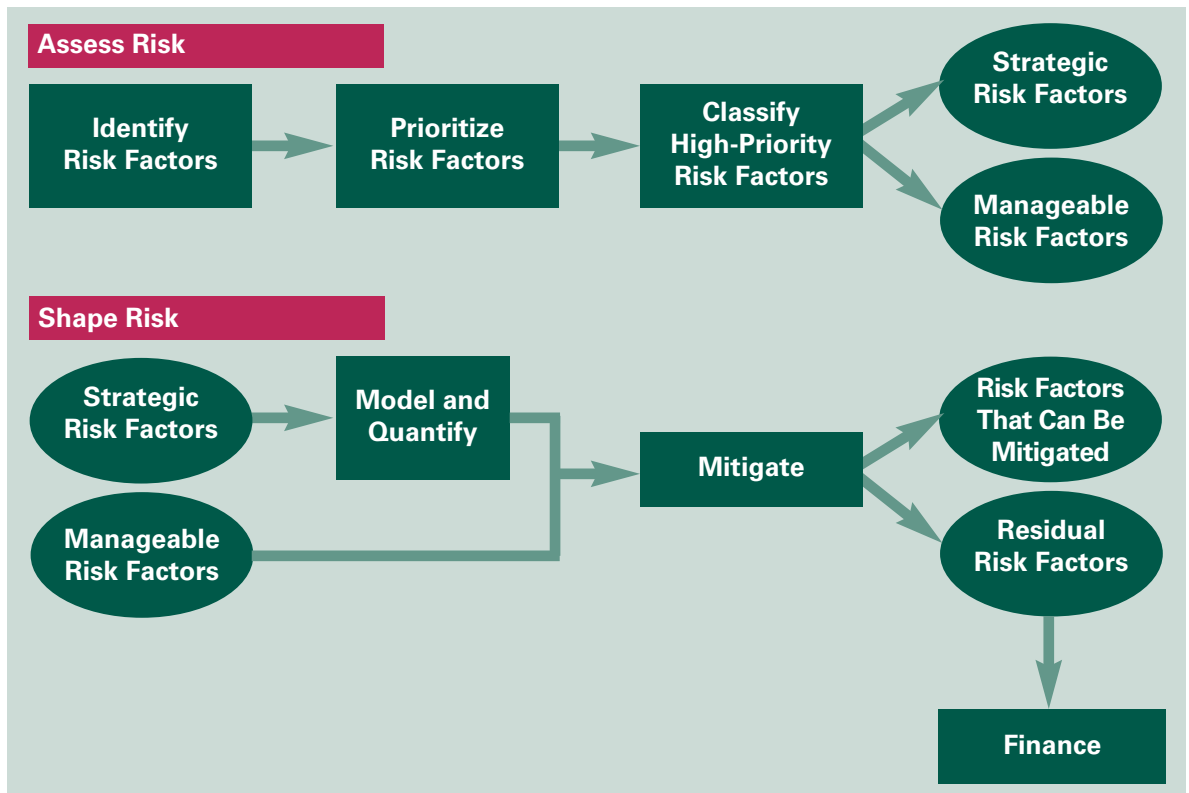 Assess Risk
Identify
Risk Factors
Prioritize
Risk Factors
Classify
High-Priority
Risk Factors
Strategic
Risk Factors
Manageable
Risk Factors
Shape Risk
Strategic
Risk Factors
Manageable
Risk Factors
Model and
Quantify
Mitigate
Risk Factors
That Can Be
Mitigated
Residual
Risk Factors
Finance